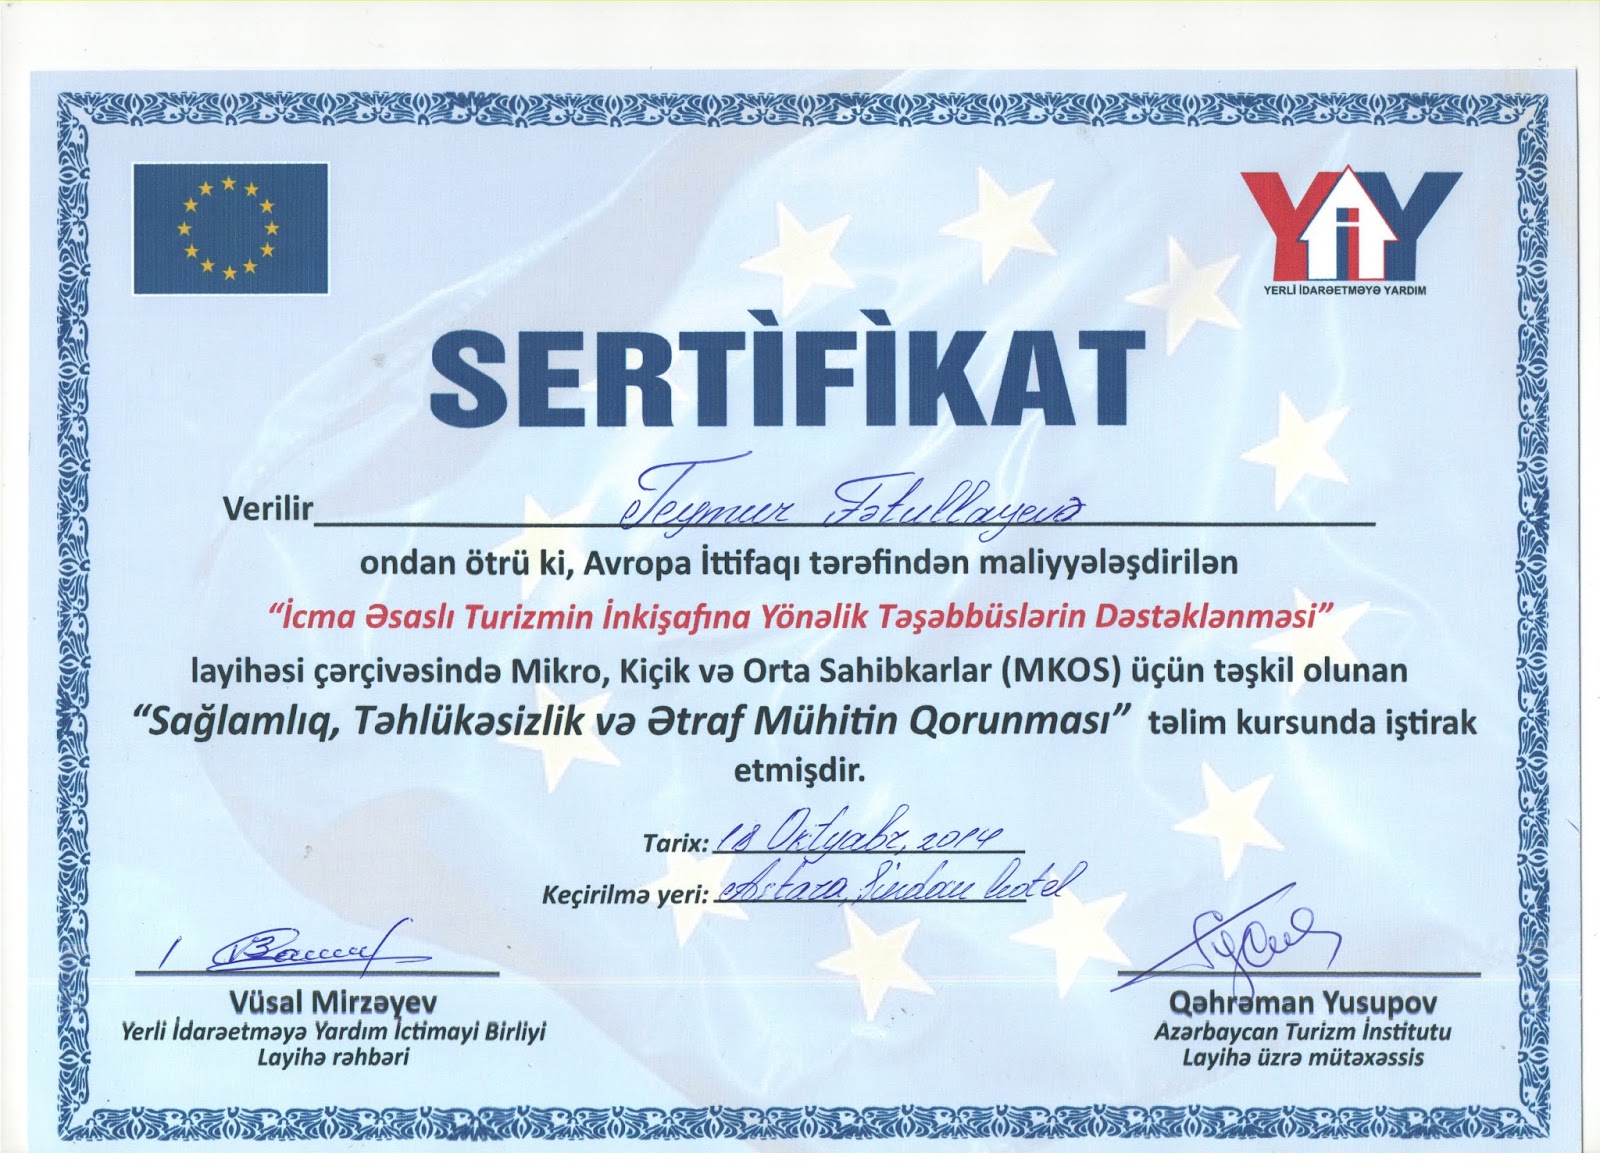 YİY
YERLİ İDARƏETMƏYƏ YARDIM
SERTİFİKAT
Verilir Teymur Fətullayevə
ondan ötrü ki, Avropa İttifaqı tərəfindən maliyyələşdirilən
“İcma Əsaslı Turizmin İnkişafına Yönəlik Təşəbbüslərin Dəstəklənməsi”
layihəsi çərçivəsində Mikro, Kiçik və Orta Sahibkarlar (MKOS) üçün təşkil olunan
“Sağlamlıq, Təhlükəsizlik və Ətraf Mühitin Qorunması” təlim kursunda iştirak
etmişdir.
Tarix: 18 Oktyabr, 2014
Keçirilmə yeri: Astara, Sindan hotel
Vüsal Mirzəyev
Yerli İdarəetməyə Yardım İctimayi Birliyi
Layihə rəhbəri
Qəhrəman Yusupov
Azərbaycan Turizm İnstitutu
Layihə üzrə mütəxəssis